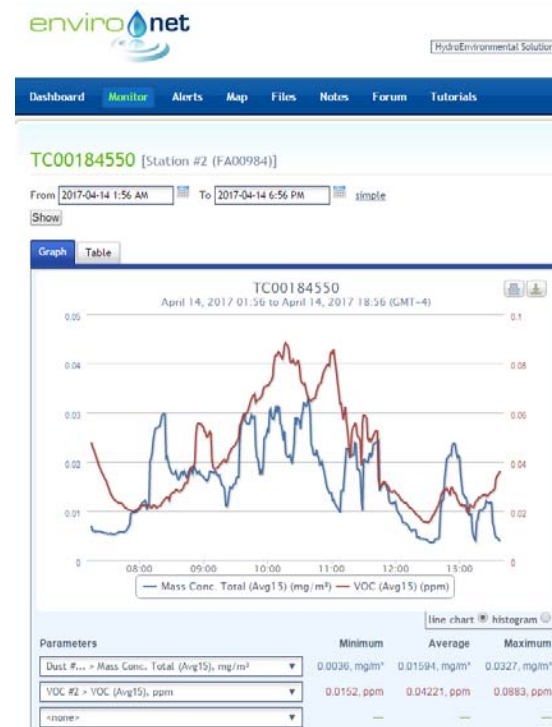 environet
HydroEnvironmental Solution
Dashboard Monitor Alerts Map Files Notes Forum Tutorials
TC00184550 [Station #2 (FA00984)]
From 2017-04-14 1:56 AM To 2017-04-14 6:56 PM simple
Show
Graph Table
TC00184550
April 14, 2017 01:56 to April 14, 2017 18:56 (GMT-4)
0.05 0.1
0.04 0.08
0.03 0.06
0.02 0.04
0.01 0.02
0 0
08:00 09:00 10:00 11:00 12:00 13:00
Mass Conc. Total (Avg15) (mg/m³) VOC (Avg15) (ppm)
line chart histogram
Parameters Minimum Average Maximum
Dust #... > Mass Conc. Total (Avg15), mg/m³ 0.0036, mg/m³ 0.01594, mg/m³ 0.0327, mg/m³
VOC #2 > VOC (Avg15), ppm 0.0152, ppm 0.04221, ppm 0.0883, ppm
<none> — — —